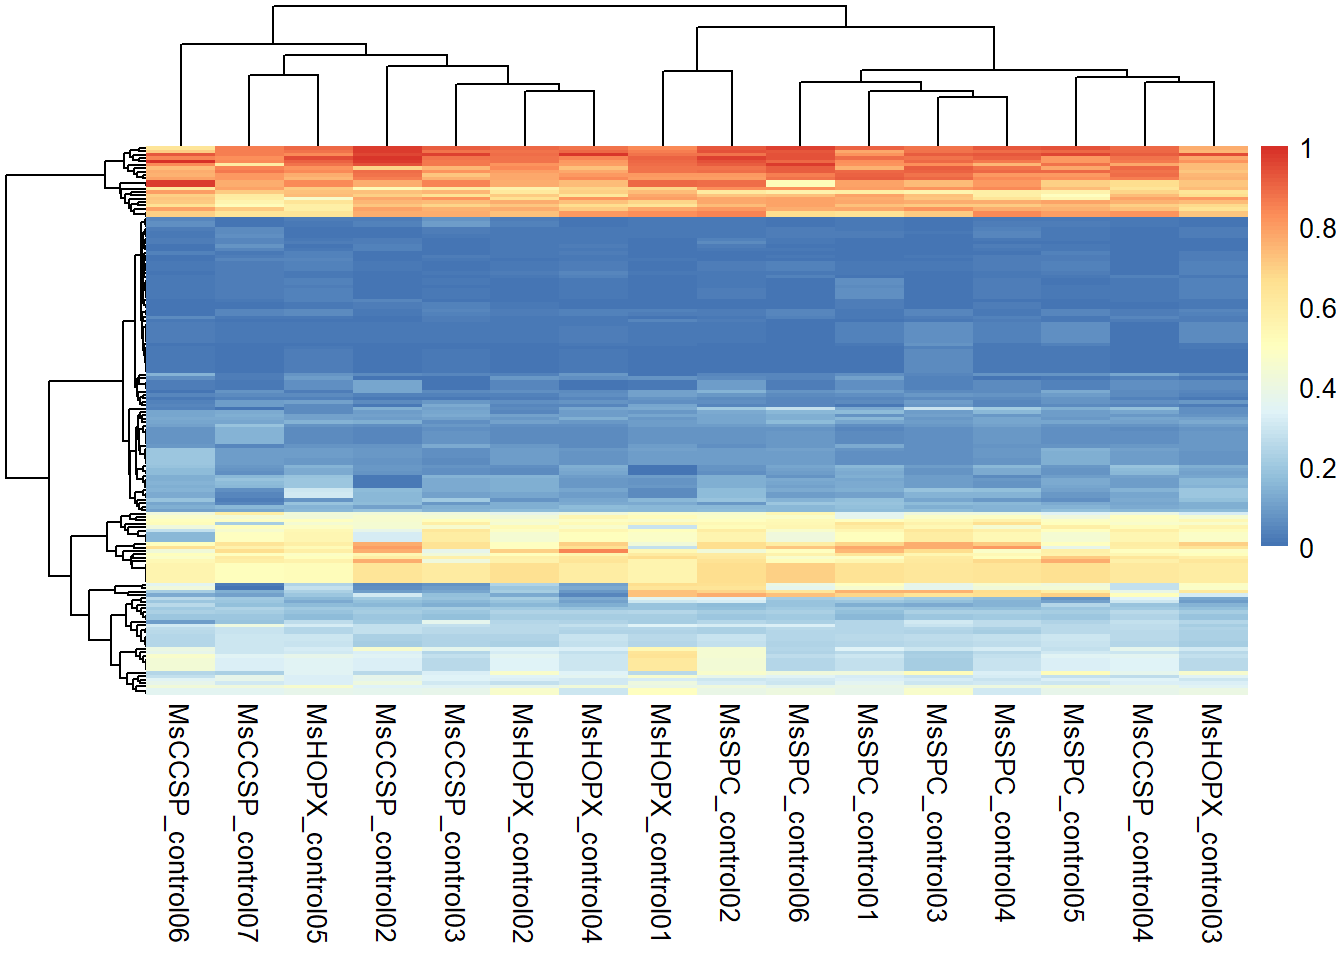 1
0.8
0.6
0.4
0.2
0
MsCCSP_control06
MsCCSP_control07
MsHOPX_control05
MsCCSP_control02
MsCCSP_control03
MsHOPX_control02
MsHOPX_control04
MsHOPX_control01
MsSPC_control02
MsSPC_control06
MsSPC_control01
MsSPC_control03
MsSPC_control04
MsSPC_control05
MsCCSP_control04
MsHOPX_control03